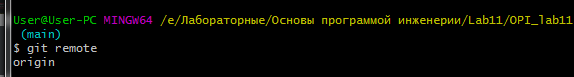 User@User-PC MINGW64 /e/Лабораторные/Основы программой инженерии/Lab11/OPI_lab11
(main)
$ git remote
origin